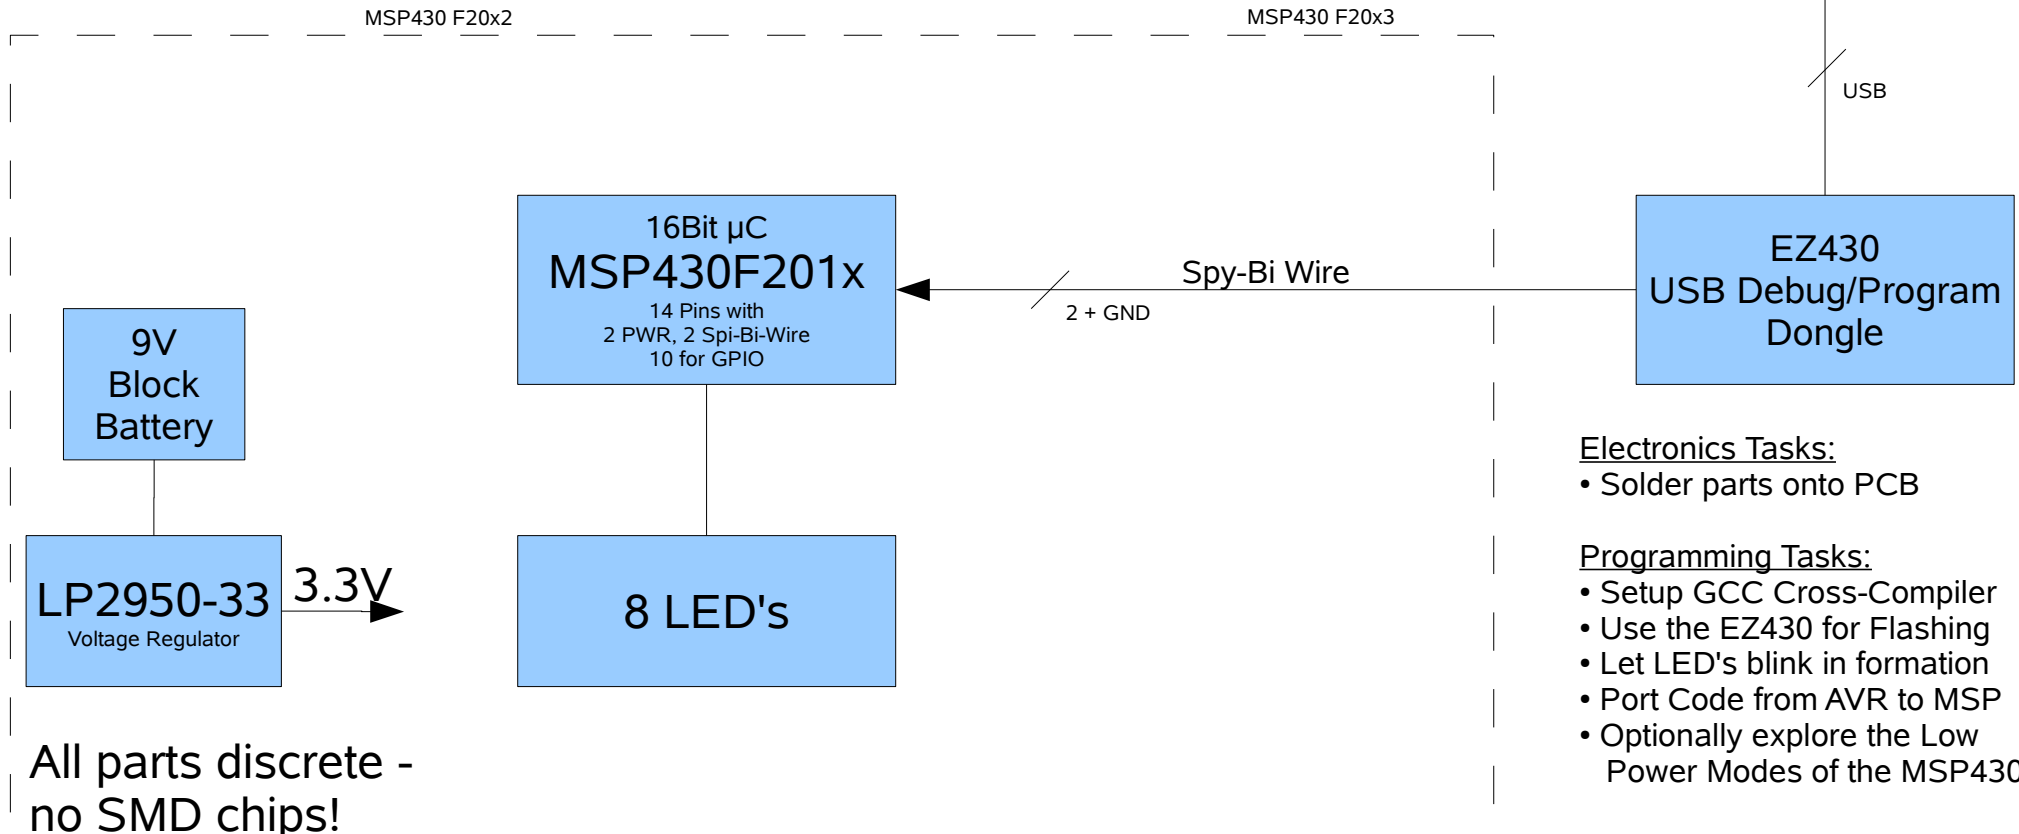 MSP430 F20x2
MSP430 F20x3
USB
16Bit µC
MSP430F201x
14 Pins with
2 PWR, 2 Spi-Bi-Wire
10 for GPIO
Spy-Bi Wire
2 + GND
EZ430
USB Debug/Program
Dongle
9V
Block
Battery
LP2950-33
Voltage Regulator
3.3V
8 LED's
Electronics Tasks:
• Solder parts onto PCB
Programming Tasks:
• Setup GCC Cross-Compiler
• Use the EZ430 for Flashing
• Let LED's blink in formation
• Port Code from AVR to MSP
• Optionally explore the Low
Power Modes of the MSP430
All parts discrete -
no SMD chips!